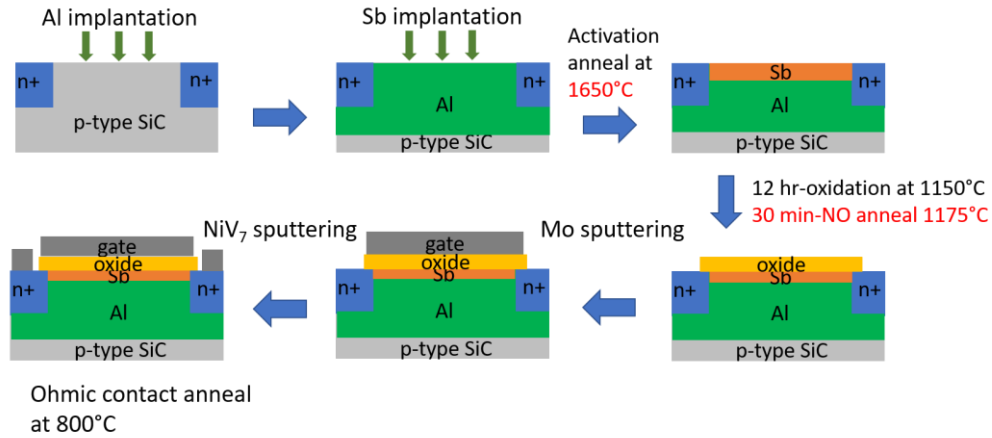 Al implantation
n+
n+
p-type SiC
Sb implantation
n+
n+
Al
p-type SiC
Activation
anneal at
1650°C
Sb
n+
n+
Al
p-type SiC
12 hr-oxidation at 1150°C
30 min-NO anneal 1175°C
oxide
Sb
n+
n+
Al
p-type SiC
Mo sputtering
gate
oxide
Sb
n+
n+
Al
p-type SiC
NiV₇ sputtering
gate
oxide
Sb
n+
n+
Al
p-type SiC
Ohmic contact anneal
at 800°C